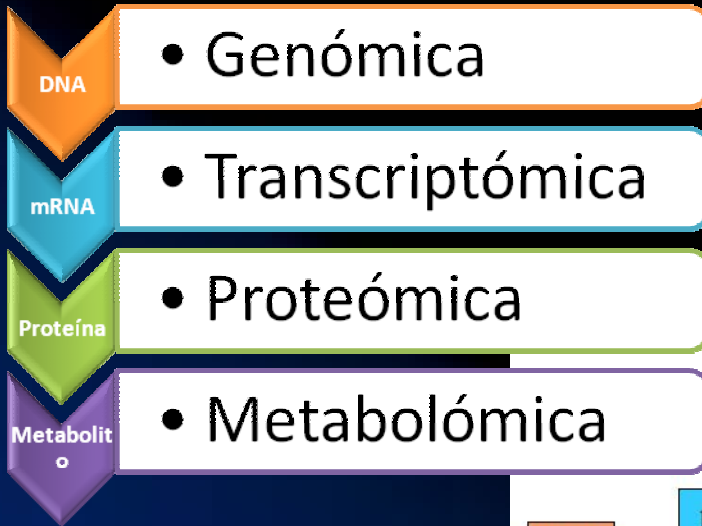 DNA
• Genómica
mRNA
• Transcriptómica
Proteína
• Proteómica
Metabolit
o
• Metabolómica